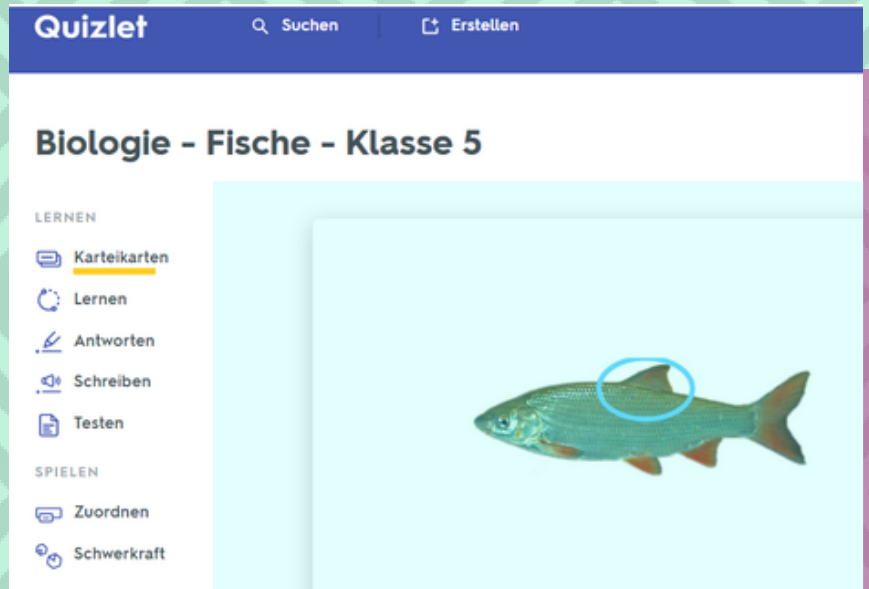 Quizlet
Suchen
Erstellen
Biologie - Fische - Klasse 5
LERNEN
Karteikarten
Lernen
Antworten
Schreiben
Testen
SPIELEN
Zuordnen
Schwerkraft